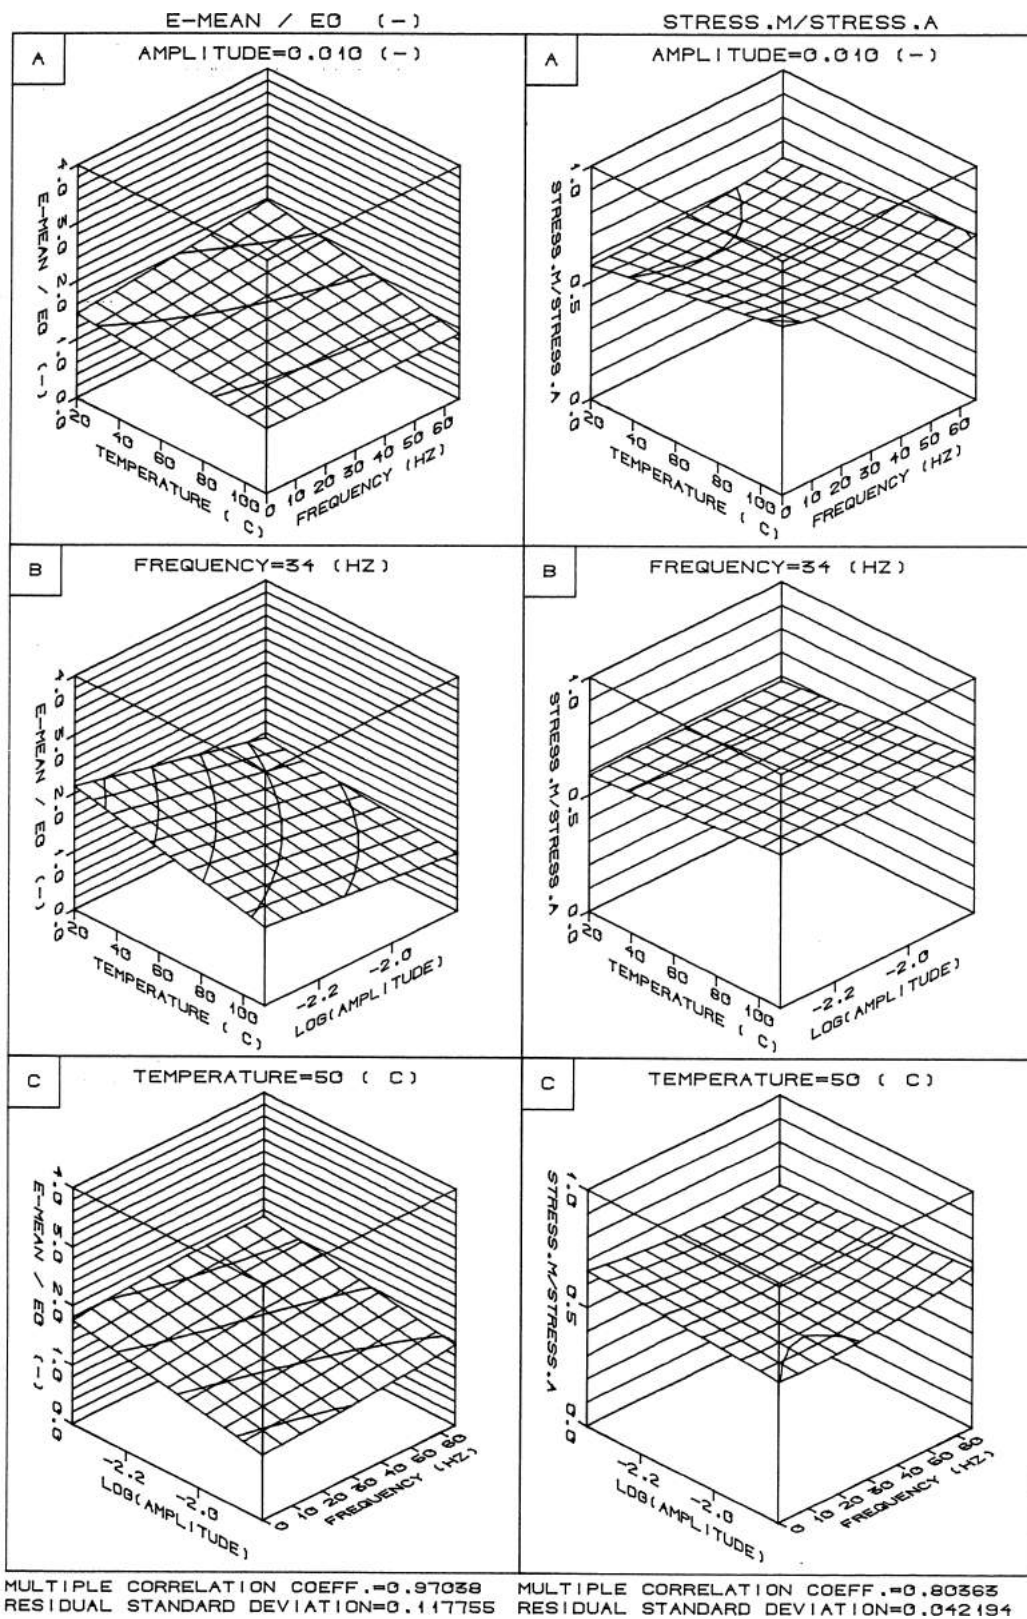 E-MEAN / E0 (-)
STRESS.M/STRESS.A
A
AMPLITUDE=0.010 (-)
4.0
3.0
2.0
1.0
0.0
E-MEAN / E0 (-)
20 40 60 80 100
TEMPERATURE ( C)
0 10 20 30 40 50 60
FREQUENCY (HZ)
A
AMPLITUDE=0.010 (-)
1.0
0.5
0.0
STRESS.M/STRESS.A
20 40 60 80 100
TEMPERATURE ( C)
0 10 20 30 40 50 60
FREQUENCY (HZ)
B
FREQUENCY=34 (HZ)
4.0
3.0
2.0
1.0
0.0
E-MEAN / E0 (-)
20 40 60 80 100
TEMPERATURE ( C)
-2.2 -2.0
LOG(AMPLITUDE)
B
FREQUENCY=34 (HZ)
1.0
0.5
0.0
STRESS.M/STRESS.A
20 40 60 80 100
TEMPERATURE ( C)
-2.2 -2.0
LOG(AMPLITUDE)
C
TEMPERATURE=50 ( C)
4.0
3.0
2.0
1.0
0.0
E-MEAN / E0 (-)
-2.2 -2.0
LOG(AMPLITUDE)
0 10 20 30 40 50 60
FREQUENCY (HZ)
C
TEMPERATURE=50 ( C)
1.0
0.5
0.0
STRESS.M/STRESS.A
-2.2 -2.0
LOG(AMPLITUDE)
0 10 20 30 40 50 60
FREQUENCY (HZ)
MULTIPLE CORRELATION COEFF.=0.97038
RESIDUAL STANDARD DEVIATION=0.117755
MULTIPLE CORRELATION COEFF.=0.80363
RESIDUAL STANDARD DEVIATION=0.042194